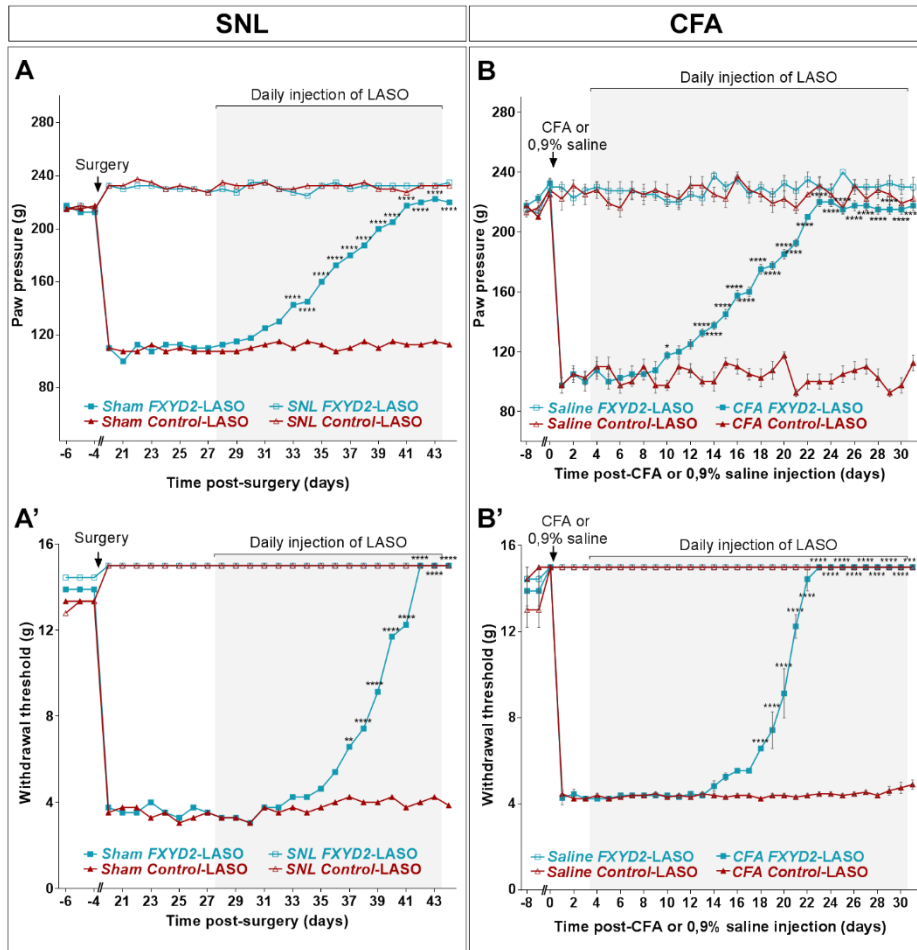 SNL
CFA
A
Daily injection of LASO
Surgery
280
240
200
160
120
80
Paw pressure (g)
Sham FXYD2-LASO
SNL FXYD2-LASO
Sham Control-LASO
SNL Control-LASO
-6 -4 21 23 25 27 29 31 33 35 37 39 41 43
Time post-surgery (days)
B
Daily injection of LASO
CFA or
0,9% saline
280
240
200
160
120
80
Paw pressure (g)
* ****
Saline FXYD2-LASO
CFA FXYD2-LASO
Saline Control-LASO
CFA Control-LASO
-8 0 2 4 6 8 10 12 14 16 18 20 22 24 26 28 30
Time post-CFA or 0,9% saline injection (days)
A'
Surgery
Daily injection of LASO
16
12
8
4
0
Withdrawal threshold (g)
** ****
Sham FXYD2-LASO
SNL FXYD2-LASO
Sham Control-LASO
SNL Control-LASO
-6 -4 21 23 25 27 29 31 33 35 37 39 41 43
Time post-surgery (days)
B'
CFA or
0,9% saline
Daily injection of LASO
16
12
8
4
0
Withdrawal threshold (g)
****
Saline FXYD2-LASO
CFA FXYD2-LASO
Saline Control-LASO
CFA Control-LASO
-8 0 2 4 6 8 10 12 14 16 18 20 22 24 26 28 30
Time post-CFA or 0,9% saline injection (days)